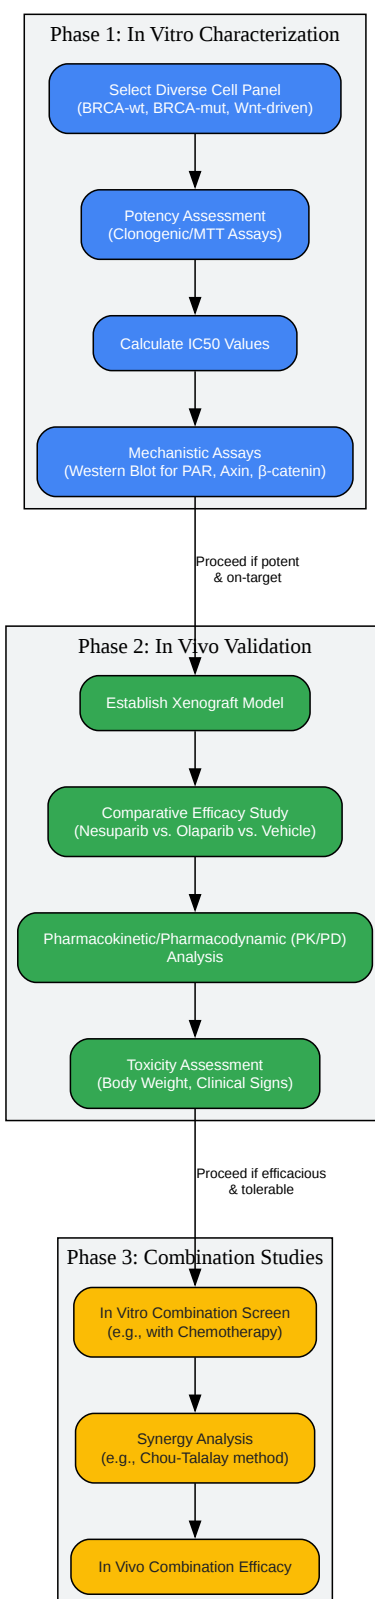 Phase 1: In Vitro Characterization
Select Diverse Cell Panel
(BRCA-wt, BRCA-mut, Wnt-driven)
Potency Assessment
(Clonogenic/MTT Assays)
Calculate IC50 Values
Mechanistic Assays
(Western Blot for PAR, Axin, β-catenin)
Proceed if potent
& on-target
Phase 2: In Vivo Validation
Establish Xenograft Model
Comparative Efficacy Study
(Nesuparib vs. Olaparib vs. Vehicle)
Pharmacokinetic/Pharmacodynamic (PK/PD)
Analysis
Toxicity Assessment
(Body Weight, Clinical Signs)
Proceed if efficacious
& tolerable
Phase 3: Combination Studies
In Vitro Combination Screen
(e.g., with Chemotherapy)
Synergy Analysis
(e.g., Chou-Talalay method)
In Vivo Combination Efficacy